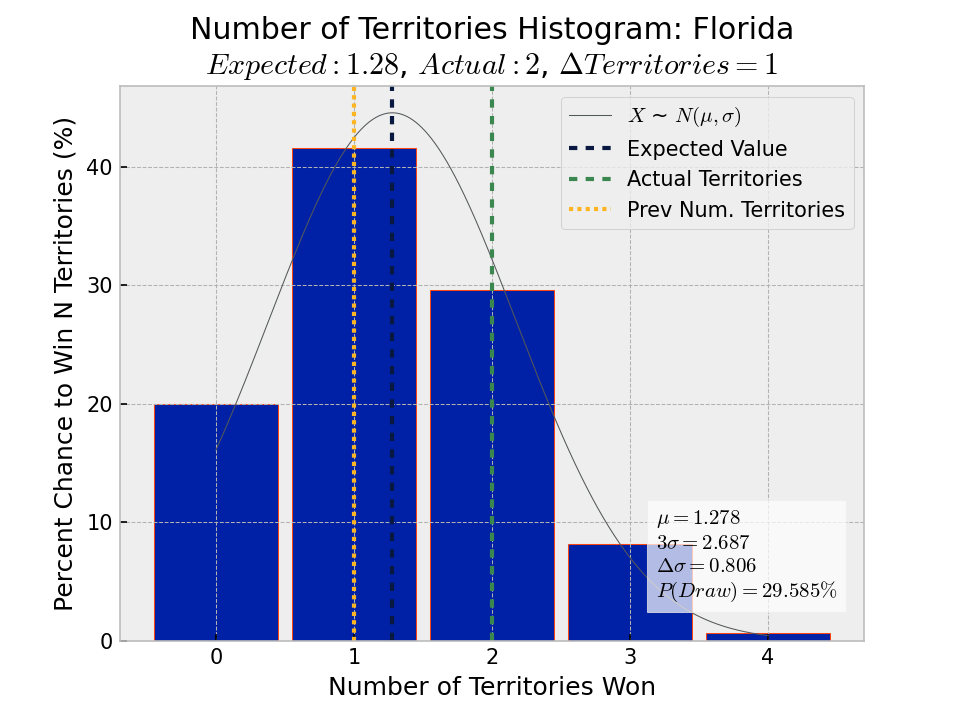 Number of Territories Histogram: Florida
Expected : 1.28, Actual : 2, ΔTerritories = 1
Percent Chance to Win N Territories (%)
X ~ N(μ, σ)
Expected Value
Actual Territories
Prev Num. Territories
40
30
20
10
0
μ = 1.278
3σ = 2.687
Δσ = 0.806
P(Draw) = 29.585%
0 1 2 3 4
Number of Territories Won